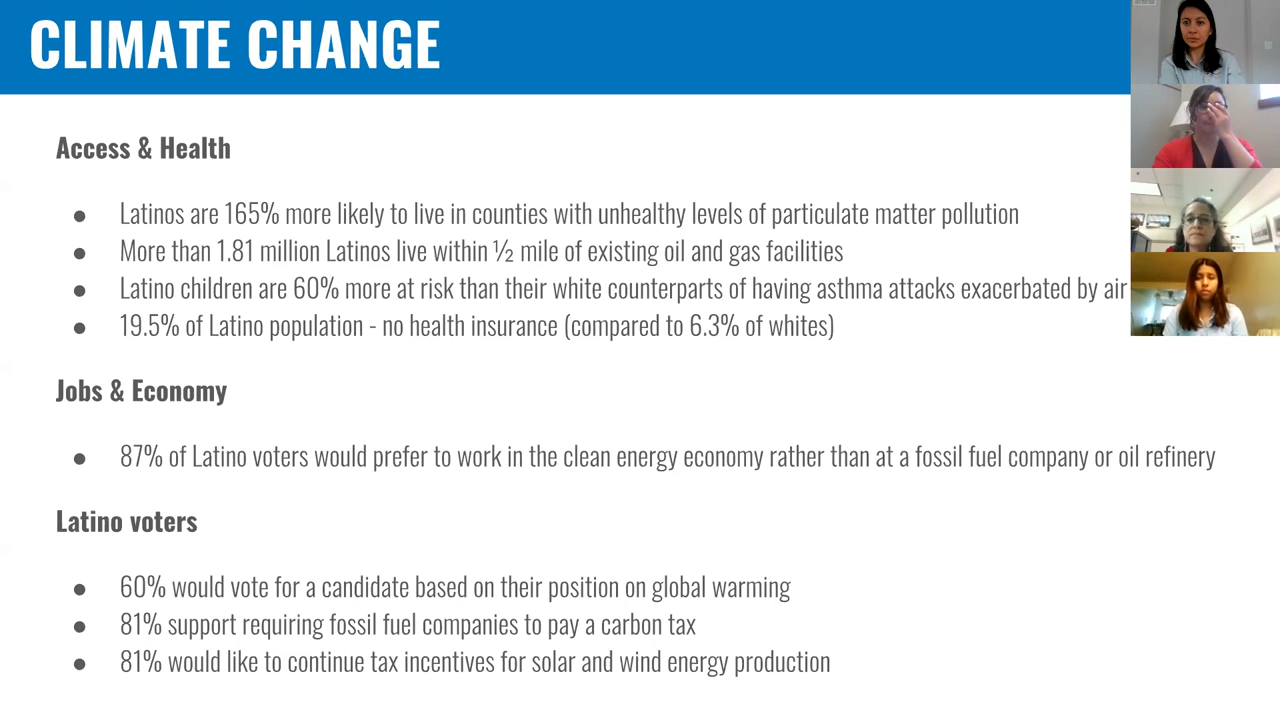 CLIMATE CHANGE
Access & Health
● Latinos are 165% more likely to live in counties with unhealthy levels of particulate matter pollution
● More than 1.81 million Latinos live within ½ mile of existing oil and gas facilities
● Latino children are 60% more at risk than their white counterparts of having asthma attacks exacerbated by air
● 19.5% of Latino population - no health insurance (compared to 6.3% of whites)
Jobs & Economy
● 87% of Latino voters would prefer to work in the clean energy economy rather than at a fossil fuel company or oil refinery
Latino voters
● 60% would vote for a candidate based on their position on global warming
● 81% support requiring fossil fuel companies to pay a carbon tax
● 81% would like to continue tax incentives for solar and wind energy production